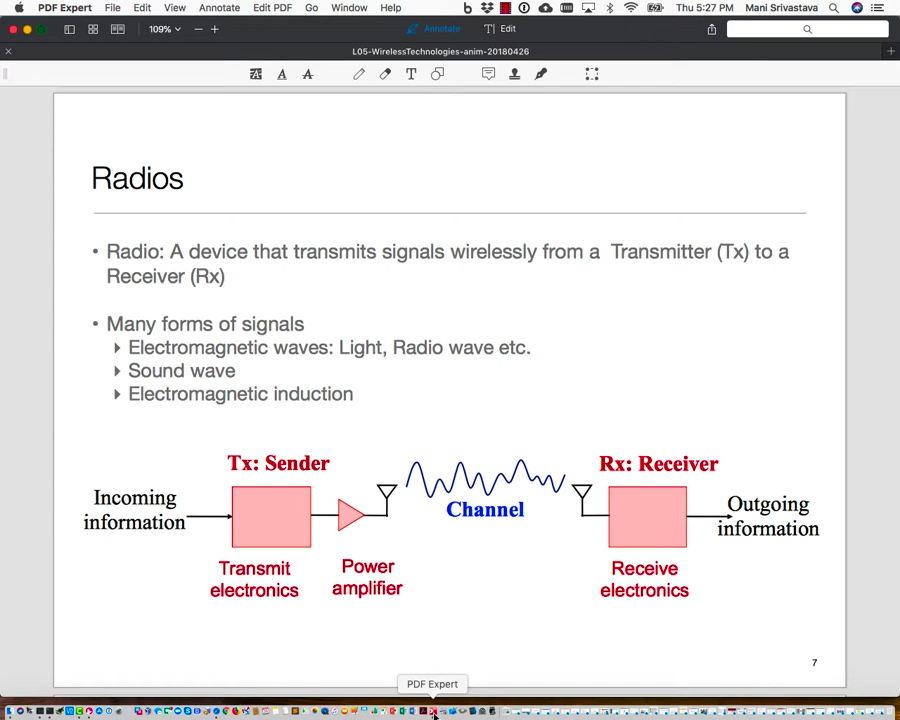 PDF Expert File Edit View Annotate Edit PDF Go Window Help Thu 5:27 PM Mani Srivastava
109% Annotate Edit
L05-WirelessTechnologies-anim-20180426
Radios
• Radio: A device that transmits signals wirelessly from a Transmitter (Tx) to a
Receiver (Rx)
• Many forms of signals
Electromagnetic waves: Light, Radio wave etc.
Sound wave
Electromagnetic induction
Tx: Sender
Rx: Receiver
Incoming
information
Channel
Outgoing
information
Transmit
electronics
Power
amplifier
Receive
electronics
7
PDF Expert